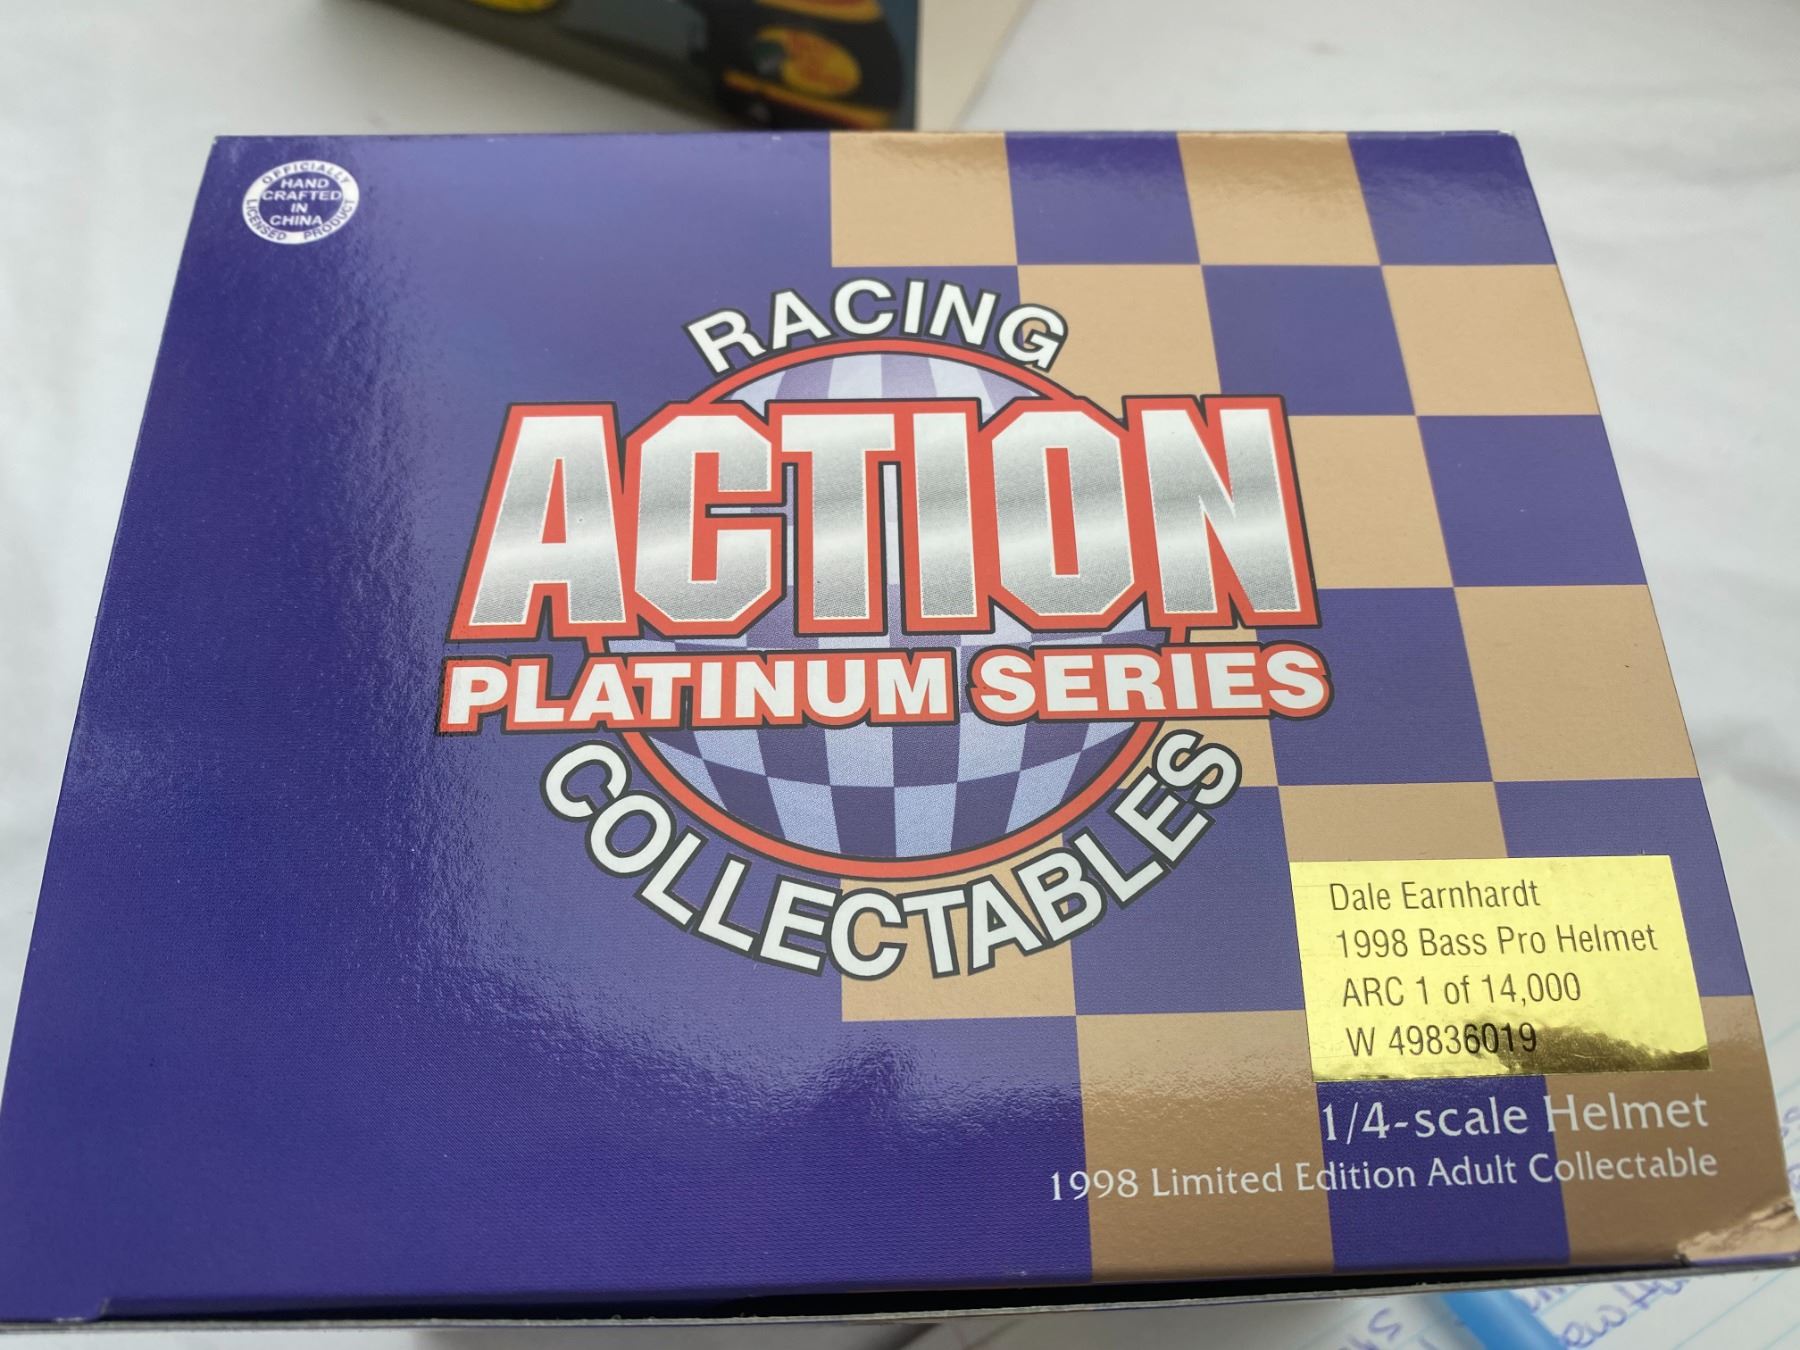 OFFICIALLY
HAND
CRAFTED
IN
CHINA
LICENSED PRODUCT
RACING
ACTION
PLATINUM SERIES
COLLECTABLES
Dale Earnhardt
1998 Bass Pro Helmet
ARC 1 of 14,000
W 49836019
1/4-scale Helmet
1998 Limited Edition Adult Collectable